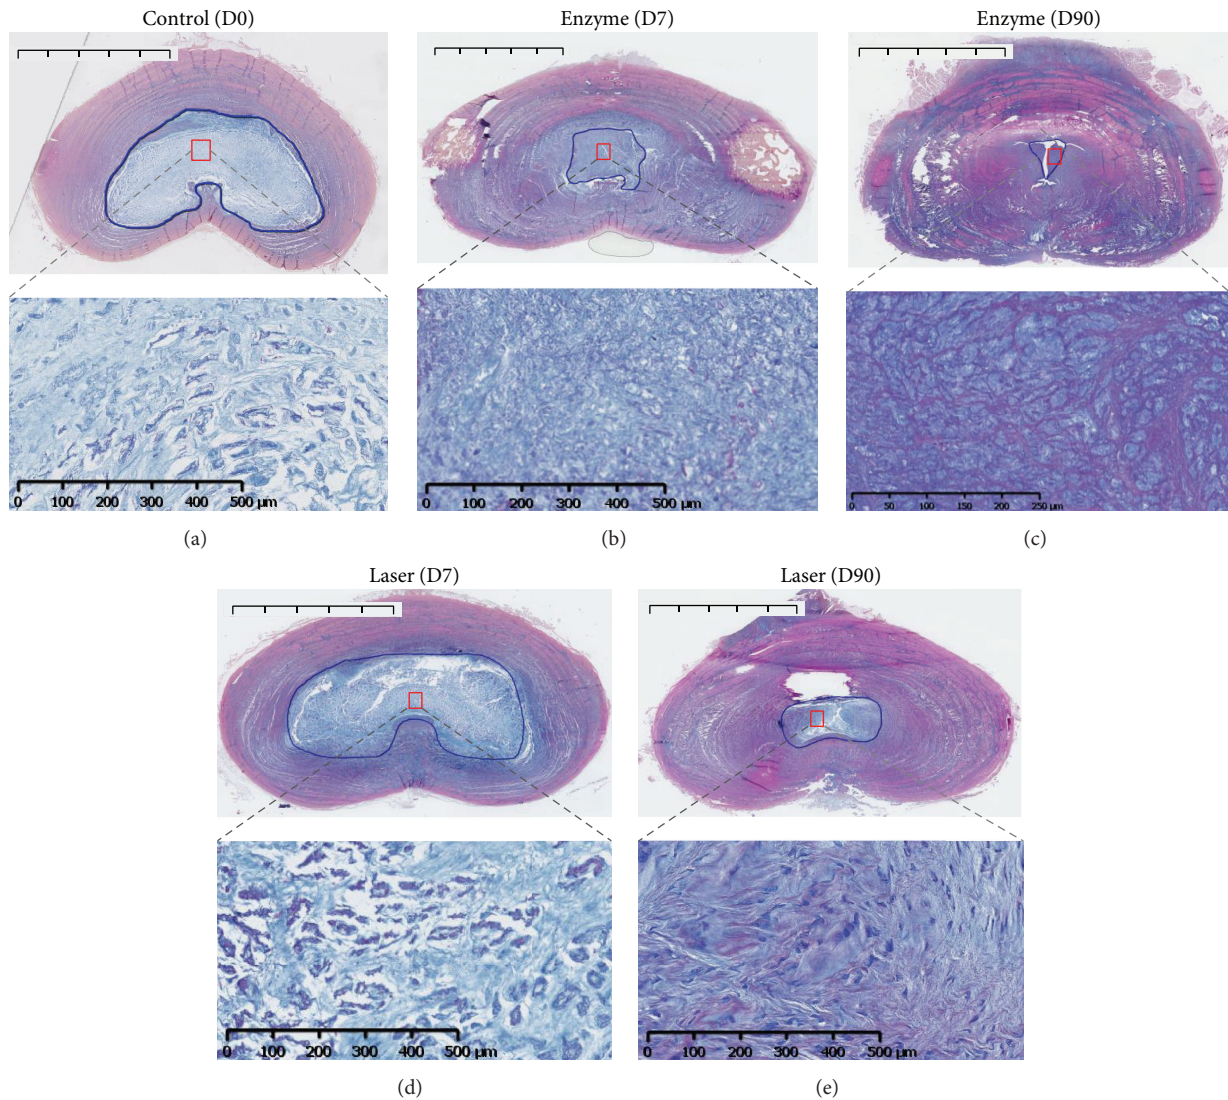 Control (D0)
Enzyme (D7)
Enzyme (D90)
0 100 200 300 400 500 μm
0 100 200 300 400 500 μm
0 50 100 150 200 250 μm
(a)
(b)
(c)
Laser (D7)
Laser (D90)
0 100 200 300 400 500 μm
0 100 200 300 400 500 μm
(d)
(e)